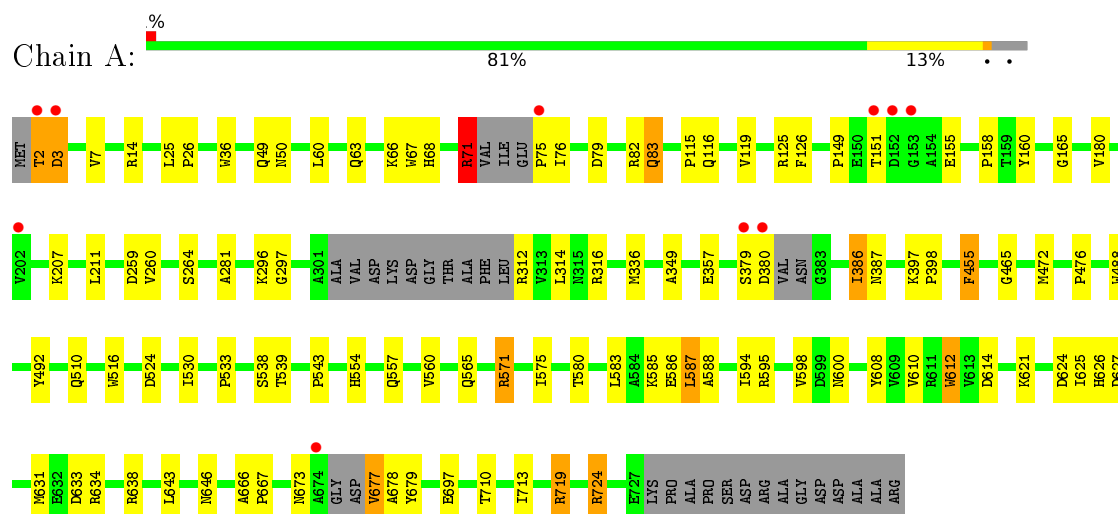 .%
Chain A:
81% 13% • •
MET T2 D3 V7 R14 L25 P26 W36 Q49 N50 L60 Q63 K66 W67 H68 R71 VAL ILE GLU P75 I76 D79 R82 Q83 P115 Q116 V119 R125 F126 P149 E150 T151 D152 G153 A154 E155 P158 T159 Y160 G165 V180
V202 K207 L211 D259 V260 S264 A281 K296 G297 A301 ALA VAL ASP LYS ASP GLY THR ALA PHE LEU R312 V313 L314 N315 R316 M336 A349 E357 S379 D380 VAL ASN G383 I386 N387 K397 P398 F455 G465 M472 P476 W488
Y492 Q510 W516 D524 I530 P533 S538 T539 P543 H554 Q557 V560 Q565 R571 I575 T580 L583 A584 K585 E586 L587 A588 I594 R595 V598 D599 N600 Y608 V609 V610 R611 W612 V613 D614 K621 D624 I625 H626 D627
M631 E632 D633 R634 R638 L643 N646 A666 P667 N673 A674 GLY ASP V677 A678 Y679 E697 T710 I713 R719 R724 E727 LYS PRO ALA PRO SER ASP ARG ALA GLY ASP ASP ALA ALA ARG